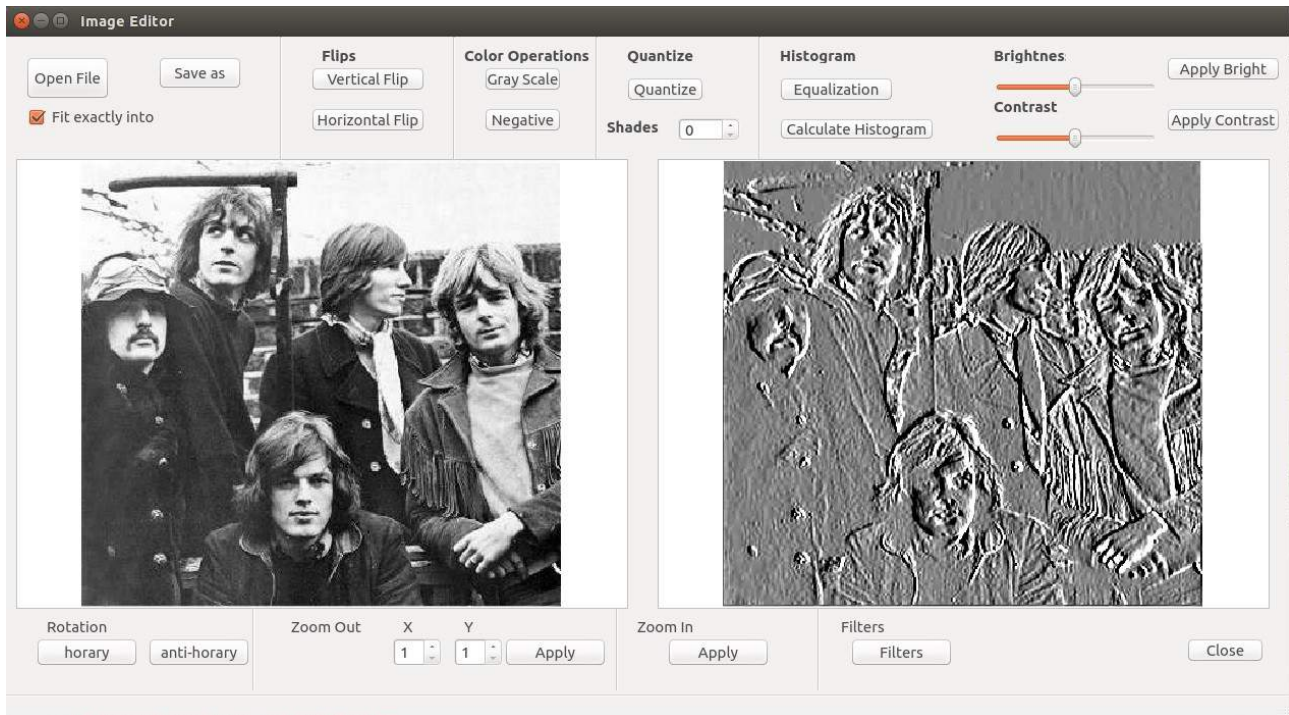 Image Editor
Open File
Save as
Fit exactly into
Flips
Vertical Flip
Horizontal Flip
Color Operations
Gray Scale
Negative
Quantize
Quantize
Shades 0
Histogram
Equalization
Calculate Histogram
Brightnes
Apply Bright
Contrast
Apply Contrast
Rotation
horary anti-horary
Zoom Out X Y
1 1 Apply
Zoom In
Apply
Filters
Filters
Close